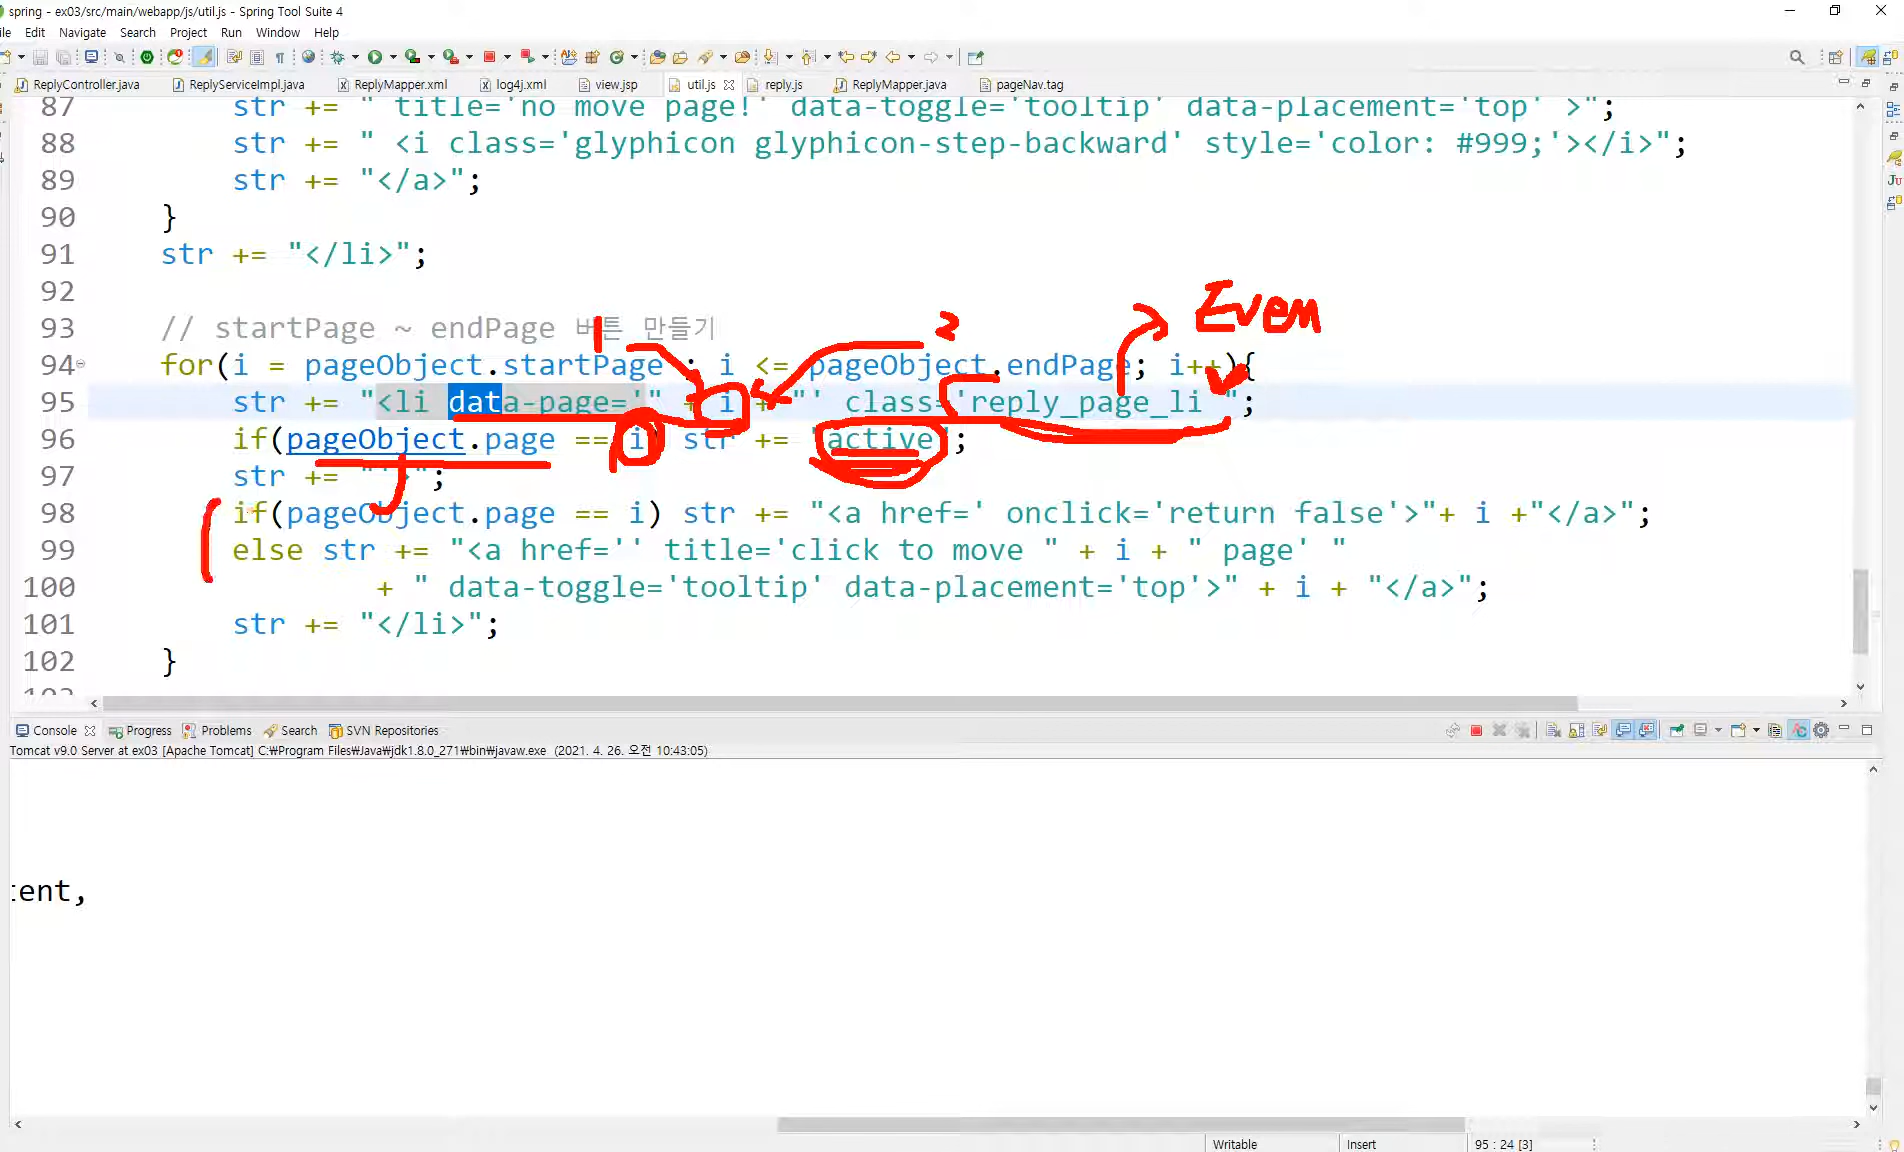 spring - ex03/src/main/webapp/js/util.js - Spring Tool Suite 4
ile Edit Navigate Search Project Run Window Help
ReplyController.java ReplyServiceImpl.java ReplyMapper.xml log4j.xml view.jsp util.js reply.js ReplyMapper.java pageNav.tag
87 str += " title='no move page!' data-toggle='tooltip' data-placement='top' >";
88 str += " <i class='glyphicon glyphicon-step-backward' style='color: #999;'></i>";
89 str += "</a>";
90 }
91 str += "</li>";
92
Even
93 // startPage ~ endPage 버튼 만들기
1 2
94 for(i = pageObject.startPage ; i <= pageObject.endPage; i++){
95 str += "<li data-page='" + i + "' class='reply_page_li ";
96 if(pageObject.page == i) str += "active";
97 str += "'>";
98 if(pageObject.page == i) str += "<a href=' onclick='return false'>"+ i +"</a>";
99 else str += "<a href='' title='click to move " + i + " page' "
100 + " data-toggle='tooltip' data-placement='top'>" + i + "</a>";
101 str += "</li>";
102 }
Console Progress Problems Search SVN Repositories
Tomcat v9.0 Server at ex03 [Apache Tomcat] C:₩Program Files₩Java₩jdk1.8.0_271₩bin₩javaw.exe (2021. 4. 26. 오전 10:43:05)
tent,
Writable Insert 95 : 24 [3]